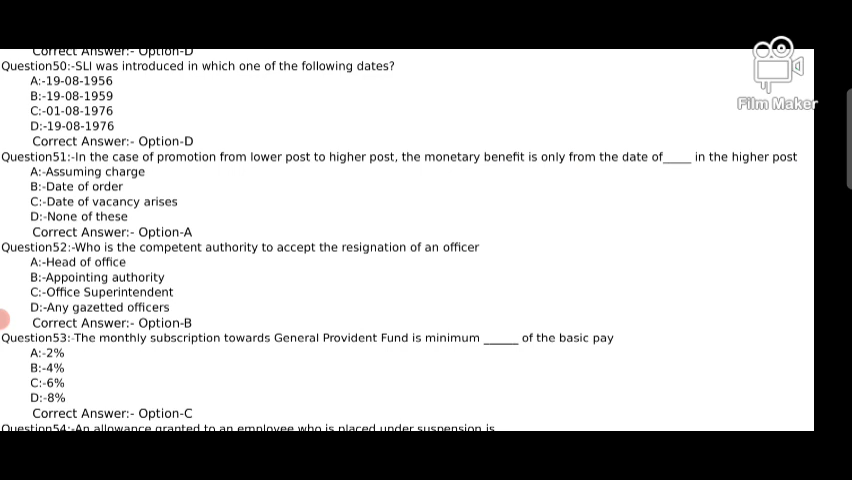 Correct Answer:- Option-D
Question50:-SLI was introduced in which one of the following dates?
A:-19-08-1956
B:-19-08-1959
C:-01-08-1976
D:-19-08-1976
Correct Answer:- Option-D
Question51:-In the case of promotion from lower post to higher post, the monetary benefit is only from the date of_____ in the higher post
A:-Assuming charge
B:-Date of order
C:-Date of vacancy arises
D:-None of these
Correct Answer:- Option-A
Question52:-Who is the competent authority to accept the resignation of an officer
A:-Head of office
B:-Appointing authority
C:-Office Superintendent
D:-Any gazetted officers
Correct Answer:- Option-B
Question53:-The monthly subscription towards General Provident Fund is minimum ______ of the basic pay
A:-2%
B:-4%
C:-6%
D:-8%
Correct Answer:- Option-C
Question54:-An allowance granted to an employee who is placed under suspension is
Film Maker